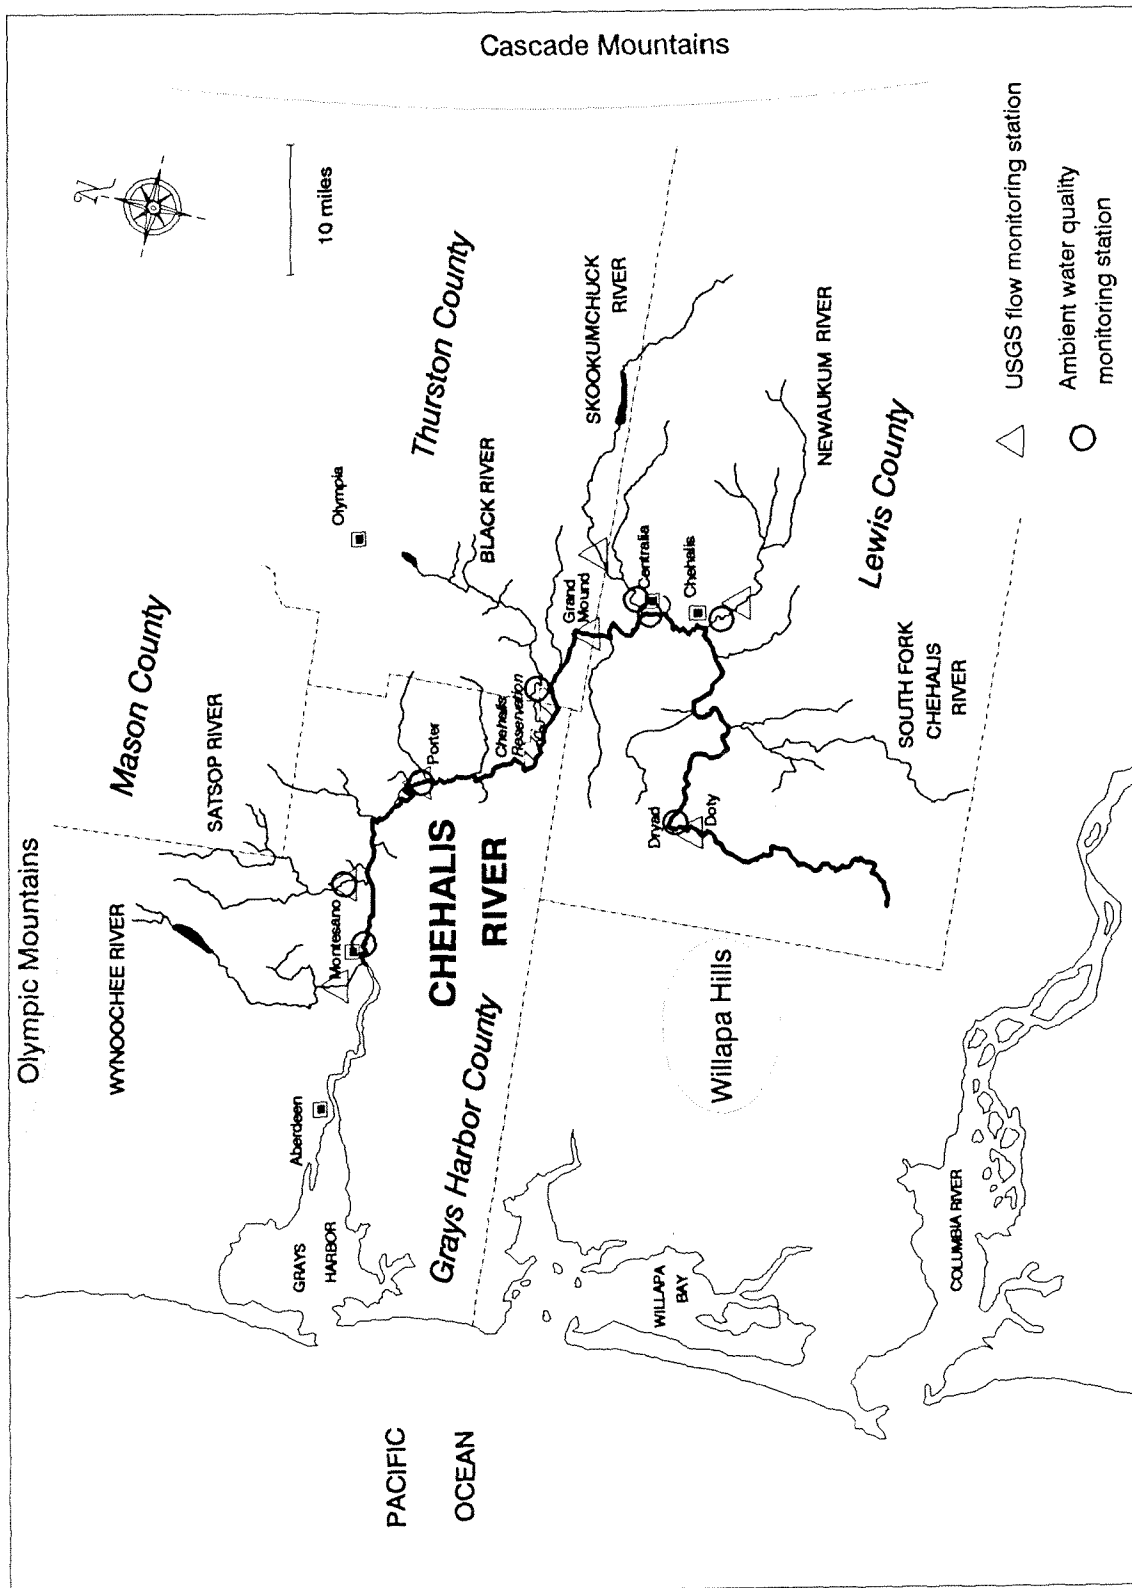 Olympic Mountains
Cascade Mountains
Mason County
WYNOOCHEE RIVER
SATSOP RIVER
N
10 miles
Olympia
Thurston County
Aberdeen
Montesano
Porter
BLACK RIVER
GRAYS
HARBOR
CHEHALIS
RIVER
Chehalis
Reservation
Grand
Mound
SKOOKUMCHUCK
RIVER
PACIFIC
OCEAN
Grays Harbor County
Centralia
Chehalis
Dryad
Doty
WILLAPA
BAY
Willapa Hills
NEWAUKUM RIVER
Lewis County
SOUTH FORK
CHEHALIS
RIVER
COLUMBIA RIVER
USGS flow monitoring station
Ambient water quality
monitoring station